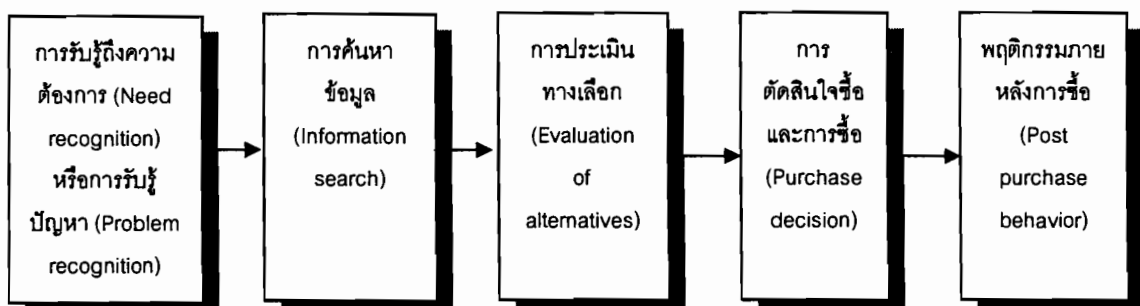 การรับรู้ถึงความ
ต้องการ (Need
recognition)
หรือการรับรู้
ปัญหา (Problem
recognition)
การค้นหา
ข้อมูล
(Information
search)
การประเมิน
ทางเลือก
(Evaluation
of
alternatives)
การ
ตัดสินใจซื้อ
และการซื้อ
(Purchase
decision)
พฤติกรรมภาย
หลังการซื้อ
(Post
purchase
behavior)